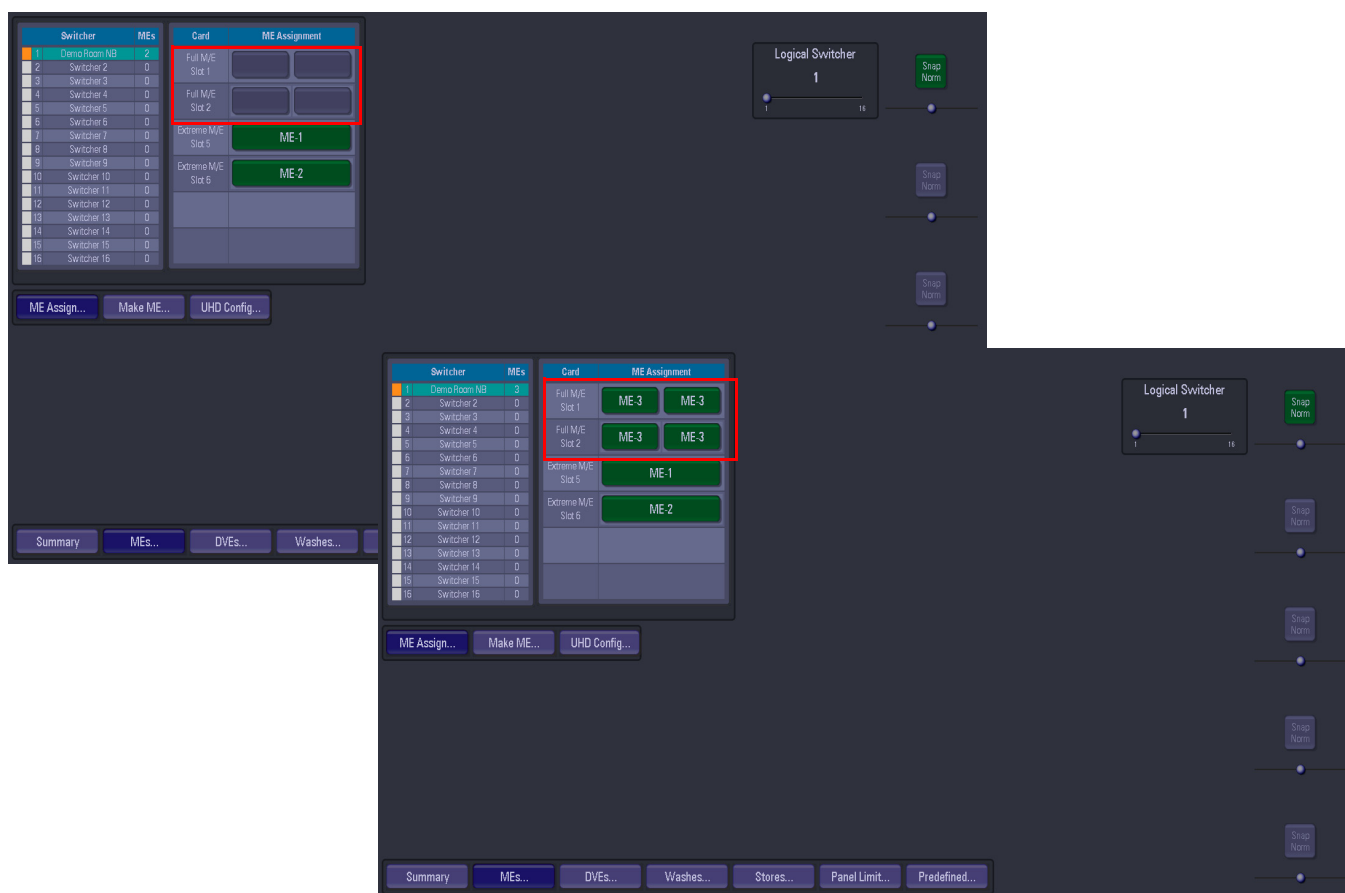 Switcher MEs Card ME Assignment
1 Demo Room NB 2
2 Switcher 2 0
3 Switcher 3 0
4 Switcher 4 0
5 Switcher 5 0
6 Switcher 6 0
7 Switcher 7 0
8 Switcher 8 0
9 Switcher 9 0
10 Switcher 10 0
11 Switcher 11 0
12 Switcher 12 0
13 Switcher 13 0
14 Switcher 14 0
15 Switcher 15 0
16 Switcher 16 0
Full M/E
Slot 1
Full M/E
Slot 2
Extreme M/E
Slot 5
ME-1
Extreme M/E
Slot 6
ME-2
Logical Switcher
1
1 16
Snap
Norm
Snap
Norm
Snap
Norm
ME Assign... Make ME... UHD Config...
Summary MEs... DVEs... Washes...
Switcher MEs Card ME Assignment
1 Demo Room NB 3
2 Switcher 2 0
3 Switcher 3 0
4 Switcher 4 0
5 Switcher 5 0
6 Switcher 6 0
7 Switcher 7 0
8 Switcher 8 0
9 Switcher 9 0
10 Switcher 10 0
11 Switcher 11 0
12 Switcher 12 0
13 Switcher 13 0
14 Switcher 14 0
15 Switcher 15 0
16 Switcher 16 0
Full M/E
Slot 1
ME-3 ME-3
Full M/E
Slot 2
ME-3 ME-3
Extreme M/E
Slot 5
ME-1
Extreme M/E
Slot 6
ME-2
Logical Switcher
1
1 16
Snap
Norm
Snap
Norm
Snap
Norm
Snap
Norm
Snap
Norm
ME Assign... Make ME... UHD Config...
Summary MEs... DVEs... Washes... Stores... Panel Limit... Predefined...